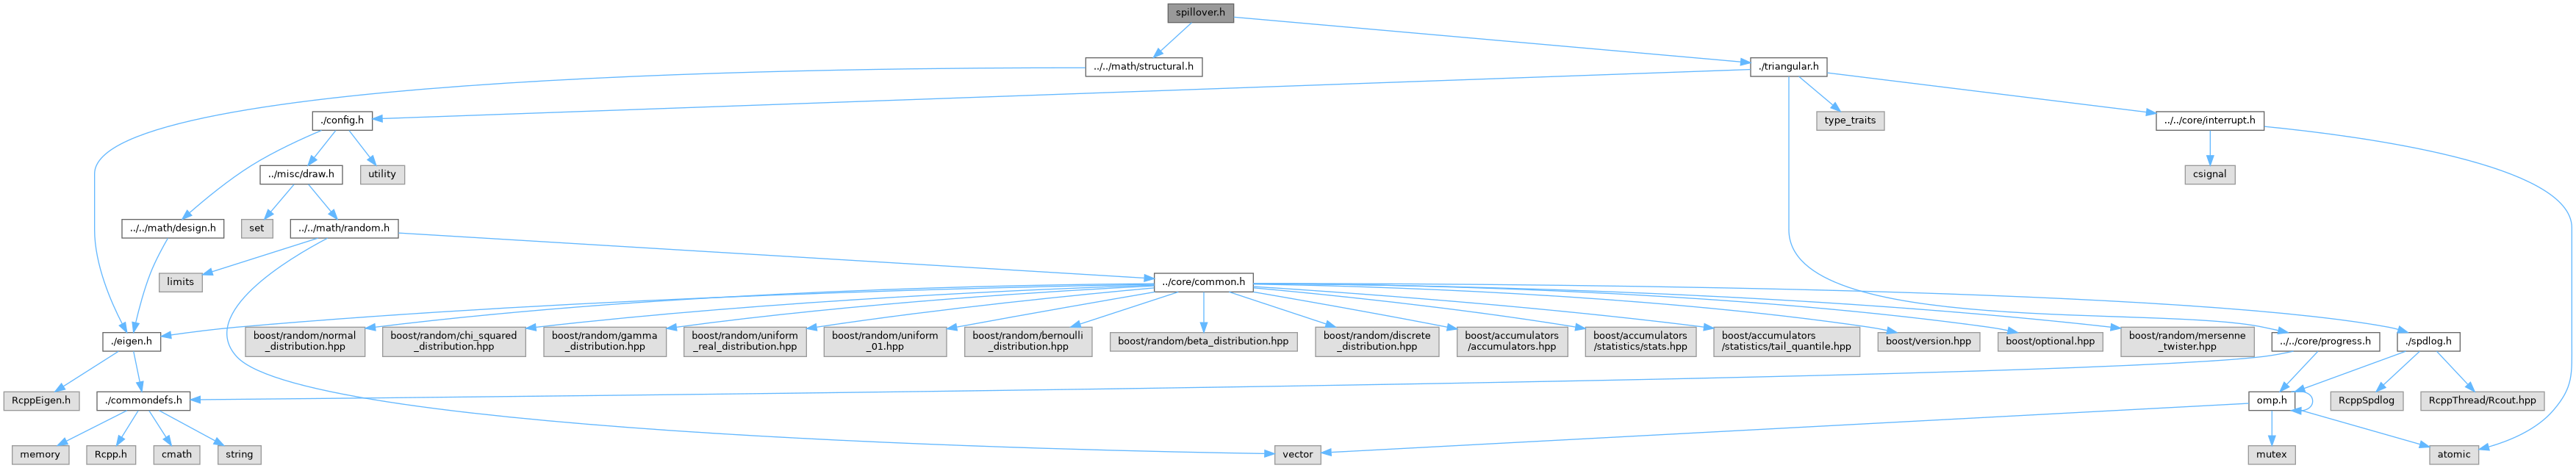 spillover.h
../../math/structural.h
./triangular.h
./config.h
type_traits
../../core/interrupt.h
../misc/draw.h
utility
csignal
../../math/design.h
set
../../math/random.h
limits
../core/common.h
./eigen.h
boost/random/normal
_distribution.hpp
boost/random/chi_squared
_distribution.hpp
boost/random/gamma
_distribution.hpp
boost/random/uniform
_real_distribution.hpp
boost/random/uniform
_01.hpp
boost/random/bernoulli
_distribution.hpp
boost/random/beta_distribution.hpp
boost/random/discrete
_distribution.hpp
boost/accumulators
/accumulators.hpp
boost/accumulators
/statistics/stats.hpp
boost/accumulators
/statistics/tail_quantile.hpp
boost/version.hpp
boost/optional.hpp
boost/random/mersenne
_twister.hpp
../../core/progress.h
./spdlog.h
RcppEigen.h
./commondefs.h
omp.h
RcppSpdlog
RcppThread/Rcout.hpp
memory
Rcpp.h
cmath
string
vector
mutex
atomic